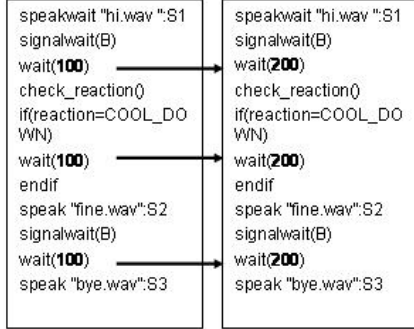 speakwait "hi.wav ":S1
signalwait(B)
wait(100)
check_reaction()
if(reaction=COOL_DO
WN)
wait(100)
endif
speak "fine.wav":S2
signalwait(B)
wait(100)
speak "bye.wav":S3
speakwait "hi.wav ":S1
signalwait(B)
wait(200)
check_reaction()
if(reaction=COOL_DO
WN)
wait(200)
endif
speak "fine.wav":S2
signalwait(B)
wait(200)
speak "bye.wav":S3